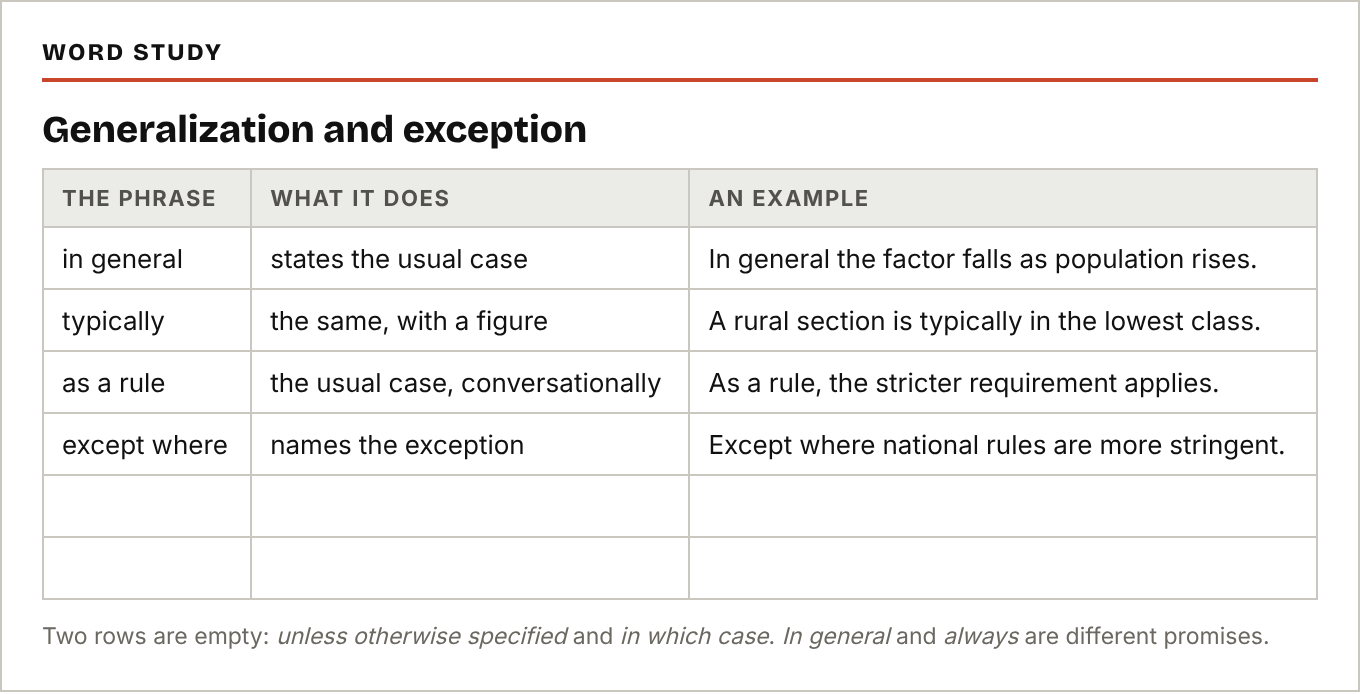 WORD STUDY
Generalization and exception
THE PHRASE WHAT IT DOES AN EXAMPLE
in general states the usual case In general the factor falls as population rises.
typically the same, with a figure A rural section is typically in the lowest class.
as a rule the usual case, conversationally As a rule, the stricter requirement applies.
except where names the exception Except where national rules are more stringent.
Two rows are empty: unless otherwise specified and in which case. In general and always are different promises.